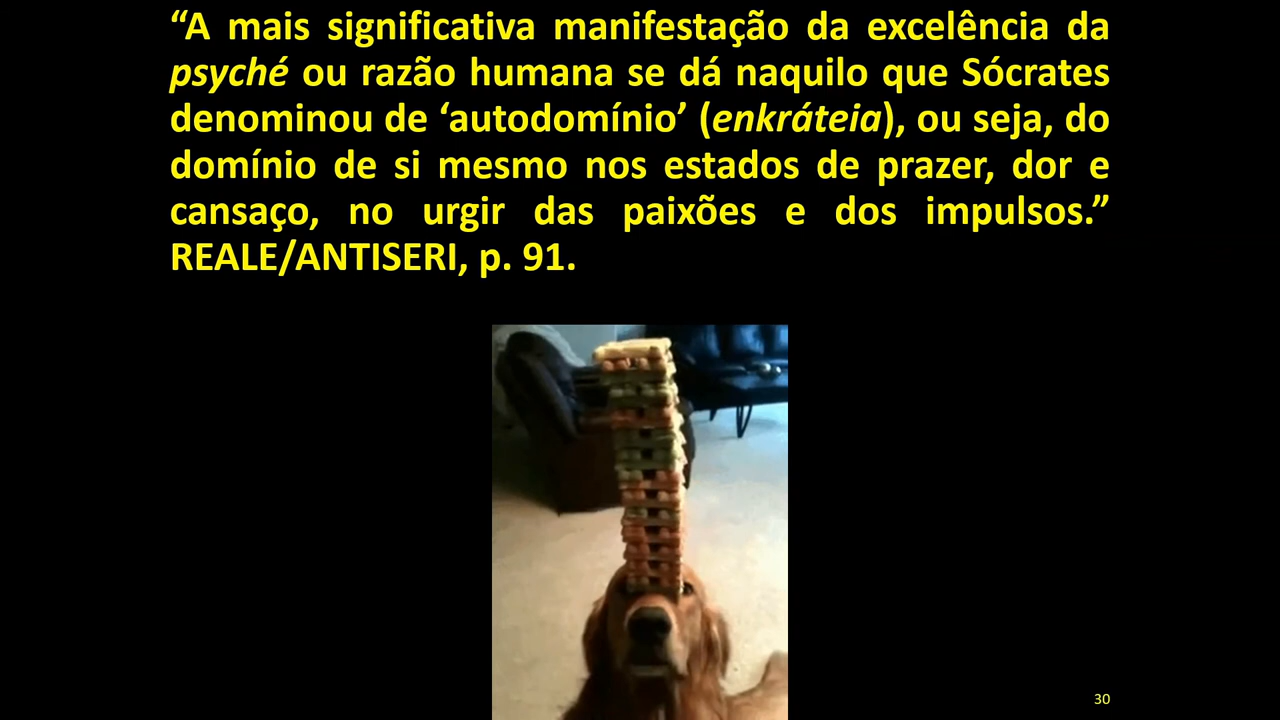 “A mais significativa manifestação da excelência da
psyché ou razão humana se dá naquilo que Sócrates
denominou de ‘autodomínio’ (enkráteia), ou seja, do
domínio de si mesmo nos estados de prazer, dor e
cansaço, no urgir das paixões e dos impulsos.”
REALE/ANTISERI, p. 91.
30